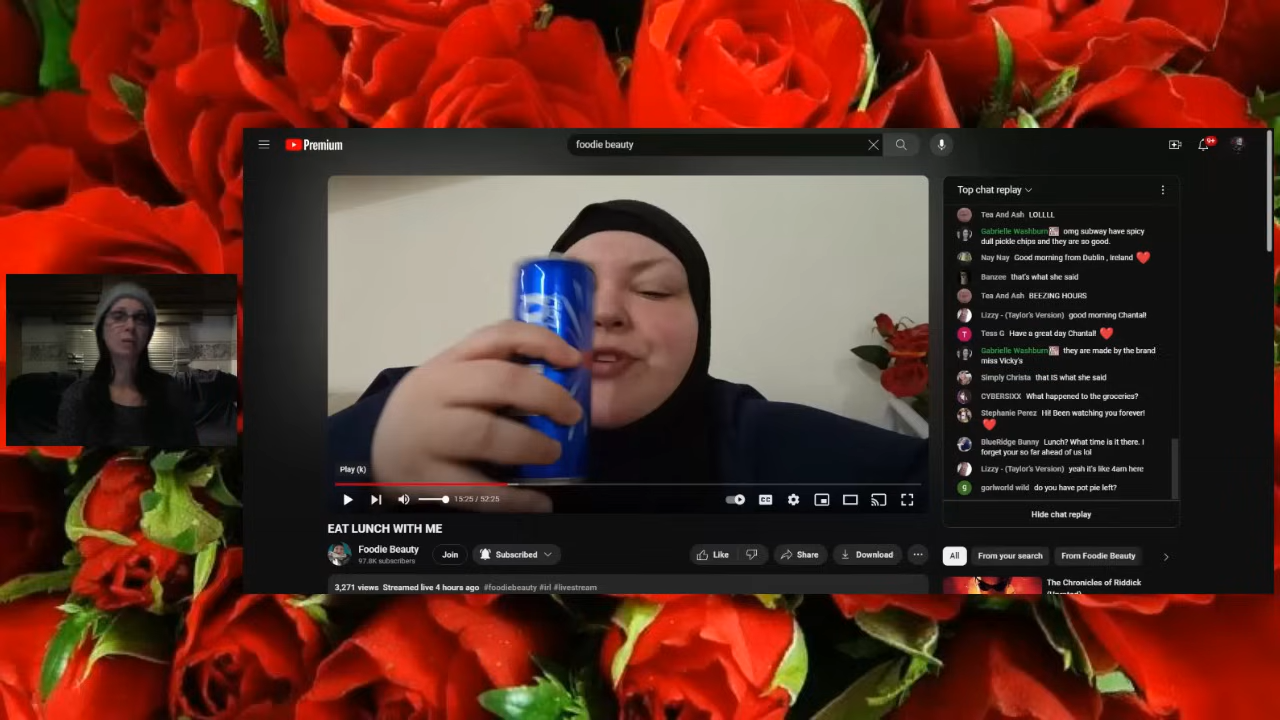 Premium
foodie beauty
9+
Top chat replay
Tea And Ash LOLLLL
Gabrielle Washburn omg subway have spicy
dull pickle chips and they are so good.
Nay Nay Good morning from Dublin , Ireland ❤️
Banzee that's what she said
Tea And Ash BEEZING HOURS
Lizzy - (Taylor's Version) good morning Chantal!
T Tess G Have a great day Chantal! ❤️
Gabrielle Washburn they are made by the brand
miss Vicky's
Simply Christa that IS what she said
CYBERSIXX What happened to the groceries?
Stephanie Perez Hi! Been watching you forever!
❤️
BlueRidge Bunny Lunch? What time is it there. I
forget your so far ahead of us lol
Lizzy - (Taylor's Version) yeah it's like 4am here
g gorlworld wild do you have pot pie left?
Hide chat replay
Play (k)
15:25 / 52:25
CC
EAT LUNCH WITH ME
Foodie Beauty
97.8K subscribers
Join
Subscribed
Like
Share
Download
3,271 views Streamed live 4 hours ago #foodiebeauty #irl #livestream
All
From your search
From Foodie Beauty
The Chronicles of Riddick